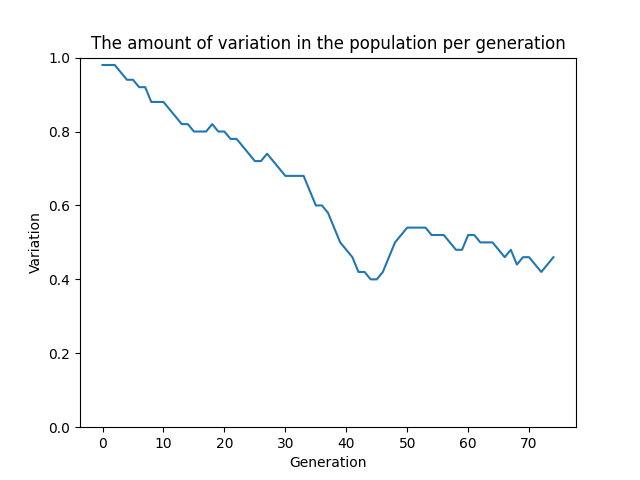 The amount of variation in the population per generation
1.0
0.8
0.6
0.4
0.2
0.0
Variation
0 10 20 30 40 50 60 70
Generation